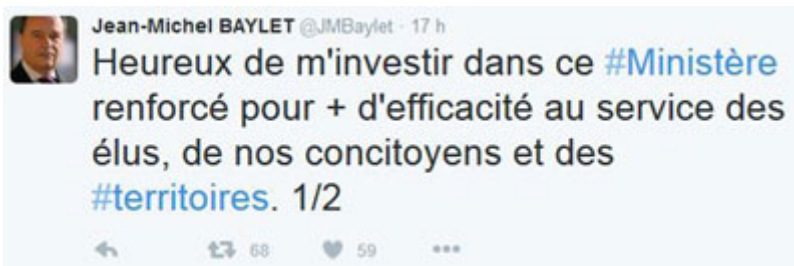 Jean-Michel BAYLET @JMBaylet · 17 h
Heureux de m'investir dans ce #Ministère
renforcé pour + d'efficacité au service des
élus, de nos concitoyens et des
#territoires. 1/2
68 59